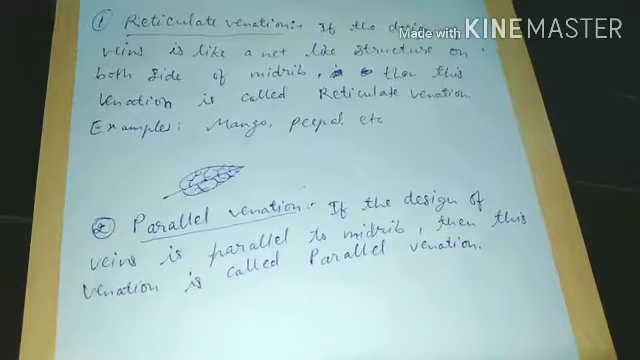 Made with KINEMASTER
① Reticulate venation:- If the design
veins is like a net like structure on
both side of midrib, then this
venation is called Reticulate venation.
Example: Mango, peepal etc
② Parallel venation:- If the design of
veins is parallel to midrib, then this
venation is called Parallel venation.